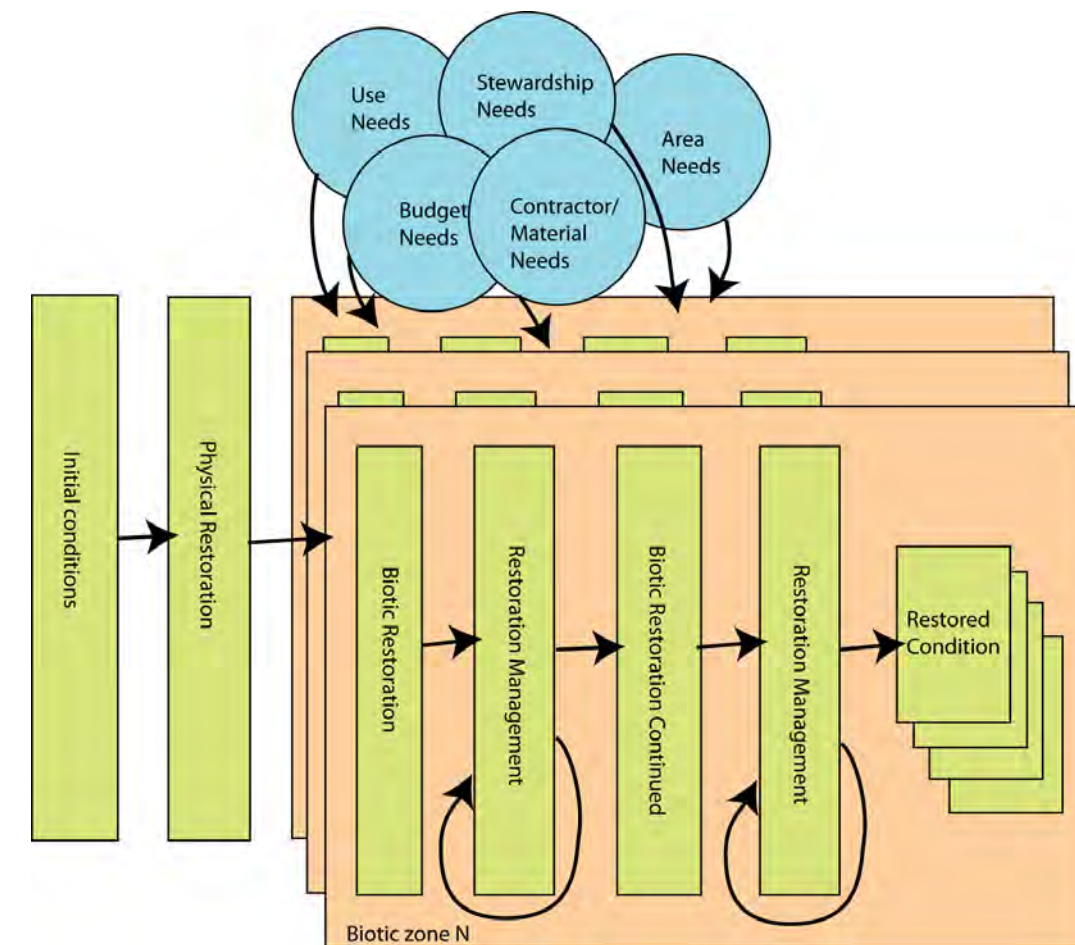 Use
Needs
Stewardship
Needs
Area
Needs
Budget
Needs
Contractor/
Material
Needs
Initial conditions
Physical Restoration
Biotic Restoration
Restoration Management
Biotic Restoration Continued
Restoration Management
Restored
Condition
Biotic zone N